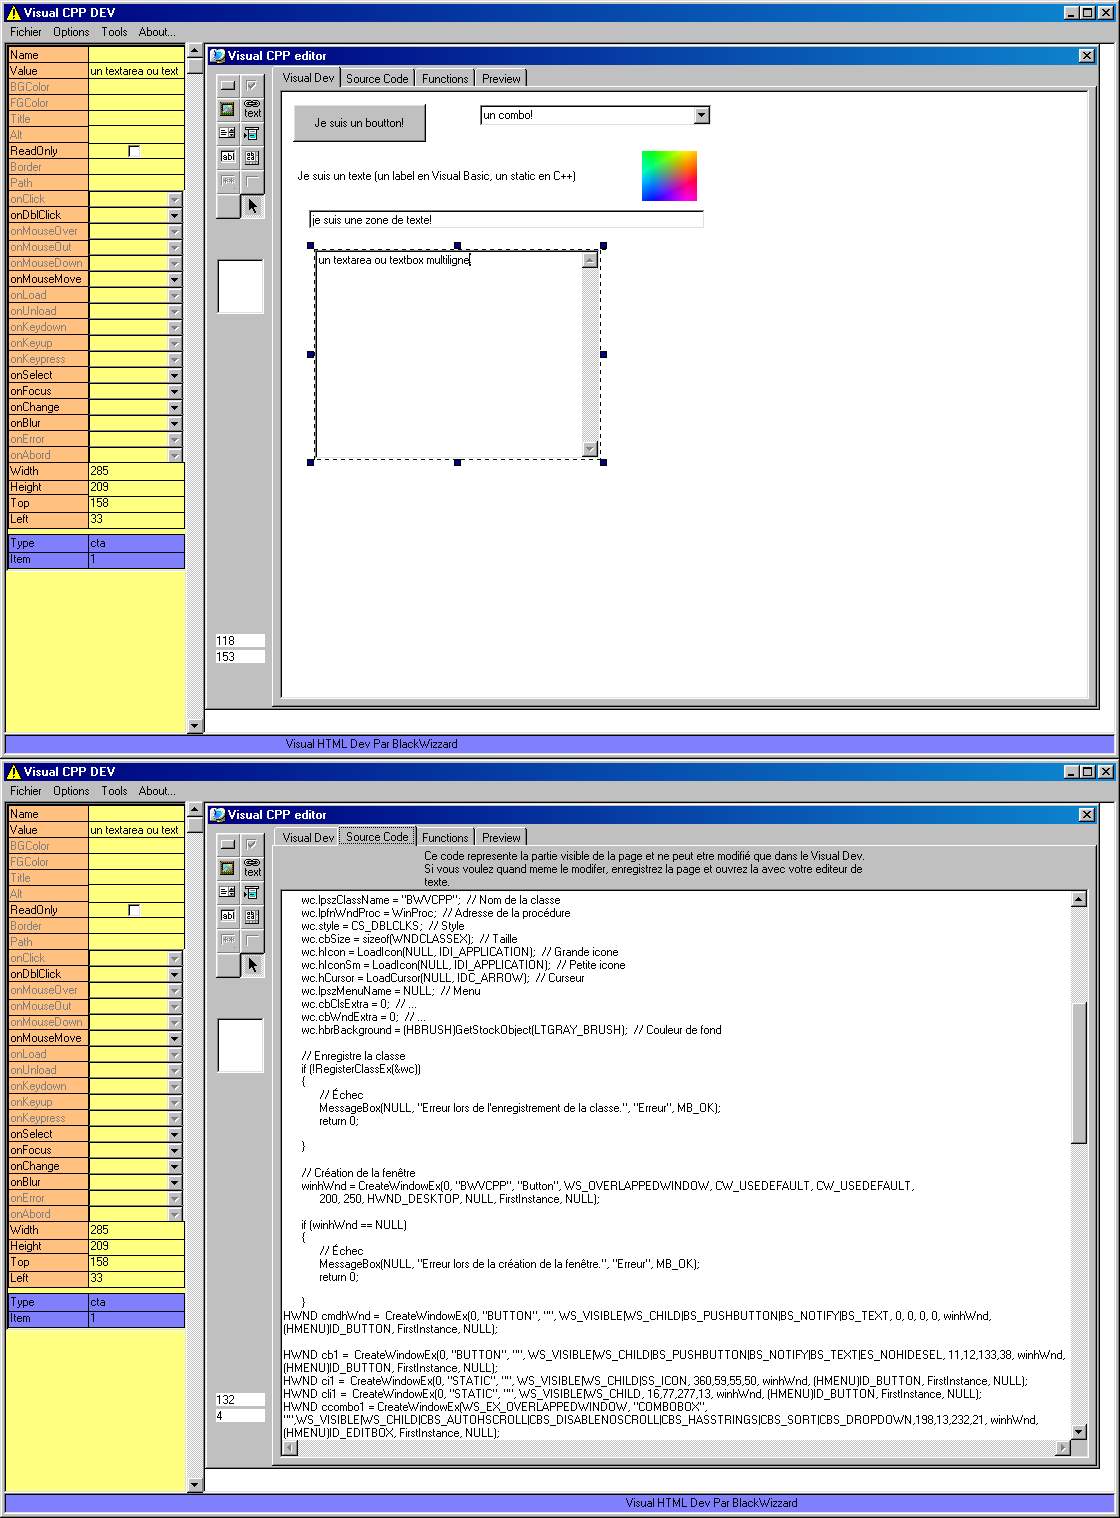 Visual CPP DEV
Fichier Options Tools About...
Name
Value un textarea ou text
BGColor
FGColor
Title
Alt
ReadOnly
Border
Path
onClick
onDblClick
onMouseOver
onMouseOut
onMouseDown
onMouseMove
onLoad
onUnload
onKeydown
onKeyup
onKeypress
onSelect
onFocus
onChange
onBlur
onError
onAbord
Width 285
Height 209
Top 158
Left 33
Type cta
Item 1
Visual CPP editor
Visual Dev Source Code Functions Preview
text
ab|
118
153
Je suis un boutton!
un combo!
Je suis un texte (un label en Visual Basic, un static en C++)
je suis une zone de texte!
un textarea ou textbox multiligne
Visual HTML Dev Par BlackWizzard
Visual CPP DEV
Fichier Options Tools About...
Name
Value un textarea ou text
BGColor
FGColor
Title
Alt
ReadOnly
Border
Path
onClick
onDblClick
onMouseOver
onMouseOut
onMouseDown
onMouseMove
onLoad
onUnload
onKeydown
onKeyup
onKeypress
onSelect
onFocus
onChange
onBlur
onError
onAbord
Width 285
Height 209
Top 158
Left 33
Type cta
Item 1
Visual CPP editor
Visual Dev Source Code Functions Preview
text
ab|
132
4
Ce code represente la partie visible de la page et ne peut etre modifié que dans le Visual Dev.
Si vous voulez quand meme le modifer, enregistrez la page et ouvrez la avec votre editeur de
texte.
wc.lpszClassName = "BWVCPP"; // Nom de la classe
wc.lpfnWndProc = WinProc; // Adresse de la procédure
wc.style = CS_DBLCLKS; // Style
wc.cbSize = sizeof(WNDCLASSEX); // Taille
wc.hIcon = LoadIcon(NULL, IDI_APPLICATION); // Grande icone
wc.hIconSm = LoadIcon(NULL, IDI_APPLICATION); // Petite icone
wc.hCursor = LoadCursor(NULL, IDC_ARROW); // Curseur
wc.lpszMenuName = NULL; // Menu
wc.cbClsExtra = 0; // ...
wc.cbWndExtra = 0; // ...
wc.hbrBackground = (HBRUSH)GetStockObject(LTGRAY_BRUSH); // Couleur de fond
// Enregistre la classe
if (!RegisterClassEx(&wc))
{
// Échec
MessageBox(NULL, "Erreur lors de l'enregistrement de la classe.", "Erreur", MB_OK);
return 0;
}
// Création de la fenêtre
winhWnd = CreateWindowEx(0, "BWVCPP", "Button", WS_OVERLAPPEDWINDOW, CW_USEDEFAULT, CW_USEDEFAULT,
200, 250, HWND_DESKTOP, NULL, FirstInstance, NULL);
if (winhWnd == NULL)
{
// Échec
MessageBox(NULL, "Erreur lors de la création de la fenêtre.", "Erreur", MB_OK);
return 0;
}
HWND cmdhWnd = CreateWindowEx(0, "BUTTON", "", WS_VISIBLE|WS_CHILD|BS_PUSHBUTTON|BS_NOTIFY|BS_TEXT, 0, 0, 0, 0, winhWnd,
(HMENU)ID_BUTTON, FirstInstance, NULL);
HWND cb1 = CreateWindowEx(0, "BUTTON", "", WS_VISIBLE|WS_CHILD|BS_PUSHBUTTON|BS_NOTIFY|BS_TEXT|ES_NOHIDESEL, 11,12,133,38, winhWnd,
(HMENU)ID_BUTTON, FirstInstance, NULL);
HWND ci1 = CreateWindowEx(0, "STATIC", "", WS_VISIBLE|WS_CHILD|SS_ICON, 360,59,55,50, winhWnd, (HMENU)ID_BUTTON, FirstInstance, NULL);
HWND cli1 = CreateWindowEx(0, "STATIC", "", WS_VISIBLE|WS_CHILD, 16,77,277,13, winhWnd, (HMENU)ID_BUTTON, FirstInstance, NULL);
HWND ccombo1 = CreateWindowEx(WS_EX_OVERLAPPEDWINDOW, "COMBOBOX",
"",WS_VISIBLE|WS_CHILD|CBS_AUTOHSCROLL|CBS_DISABLENOSCROLL|CBS_HASSTRINGS|CBS_SORT|CBS_DROPDOWN,198,13,232,21, winhWnd,
(HMENU)ID_EDITBOX, FirstInstance, NULL);
Visual HTML Dev Par BlackWizzard